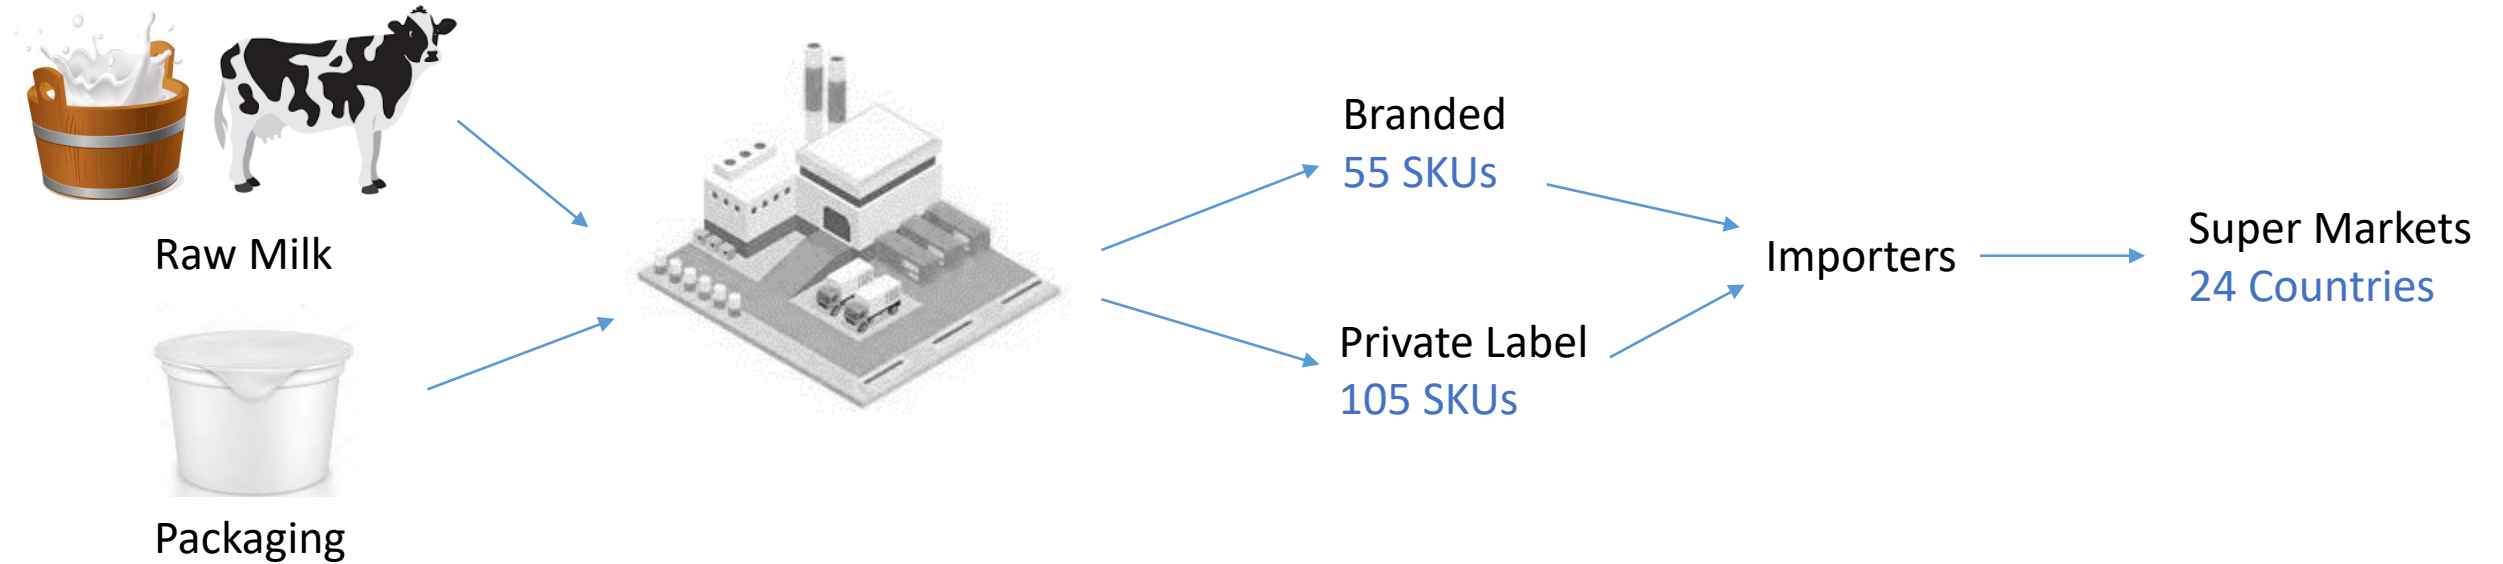 Raw Milk
Packaging
Branded
55 SKUs
Private Label
105 SKUs
Importers
Super Markets
24 Countries